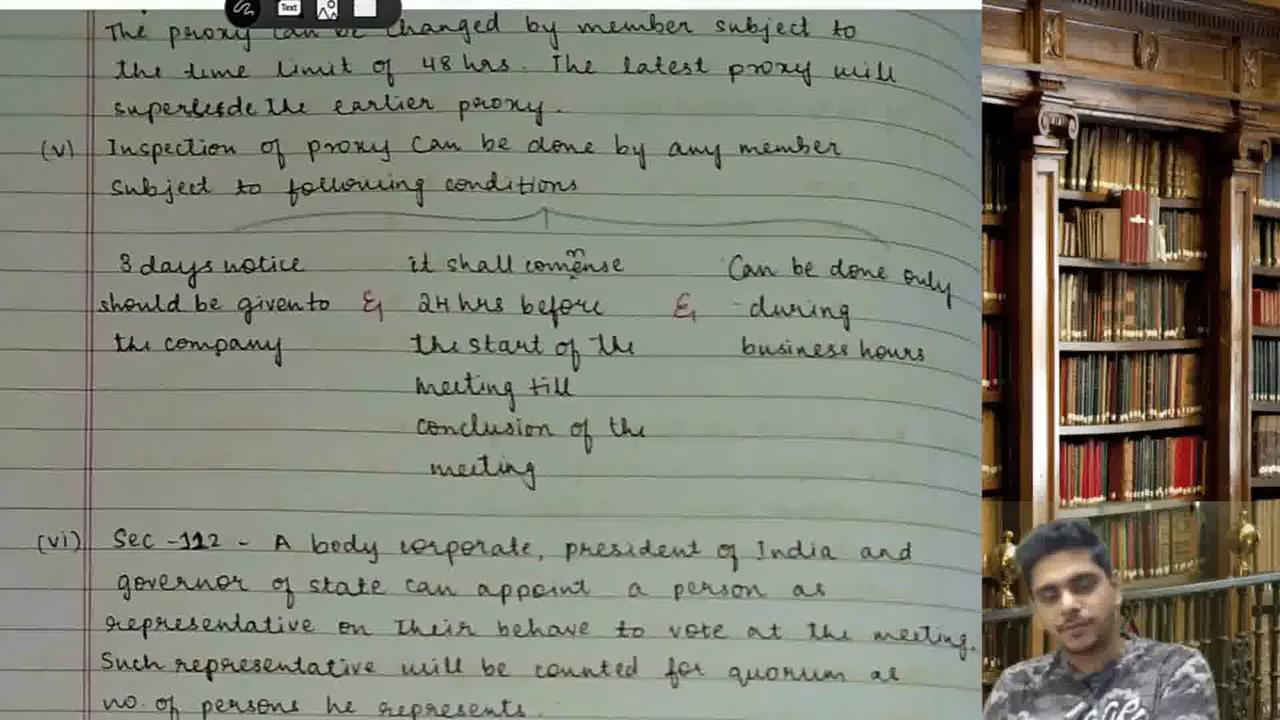 Text
The proxy can be changed by member subject to
the time limit of 48 hrs. The latest proxy will
superlesde the earlier proxy.
(v) Inspection of proxy can be done by any member
subject to following conditions
3 days notice it shall commense Can be done only
should be given to & 24 hrs before & during
the company the start of the business hours
meeting till
conclusion of the
meeting
(vi) Sec - 112 - A body corporate, president of India and
governor of state can appoint a person as
representative on their behave to vote at the meeting.
Such representative will be counted for quorum as
no. of persons he represents.